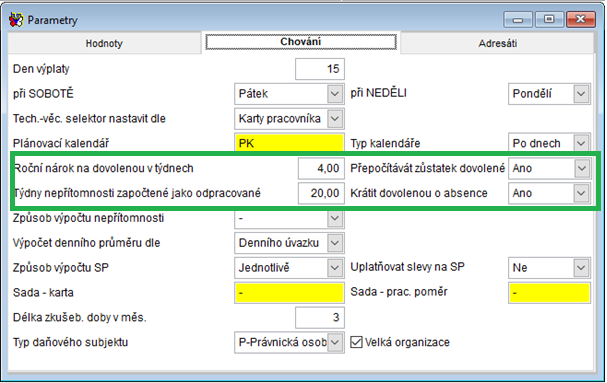 Parametry
Hodnoty Chování Adresáti
Den výplaty 15
při SOBOTĚ Pátek při NEDĚLI Pondělí
Tech.-věc. selektor nastavit dle Karty pracovníka
Plánovací kalendář PK Typ kalendáře Po dnech
Roční nárok na dovolenou v týdnech 4,00 Přepočítávát zůstatek dovolené Ano
Týdny nepřítomnosti započtené jako odpracované 20,00 Krátit dovolenou o absence Ano
Způsob výpočtu nepřítomnosti -
Výpočet denního průměru dle Denního úvazku
Způsob výpočtu SP Jednotlivě Uplatňovat slevy na SP Ne
Sada - karta - Sada - prac. poměr -
Délka zkušeb. doby v měs. 3
Typ daňového subjektu P-Právnická osob Velká organizace